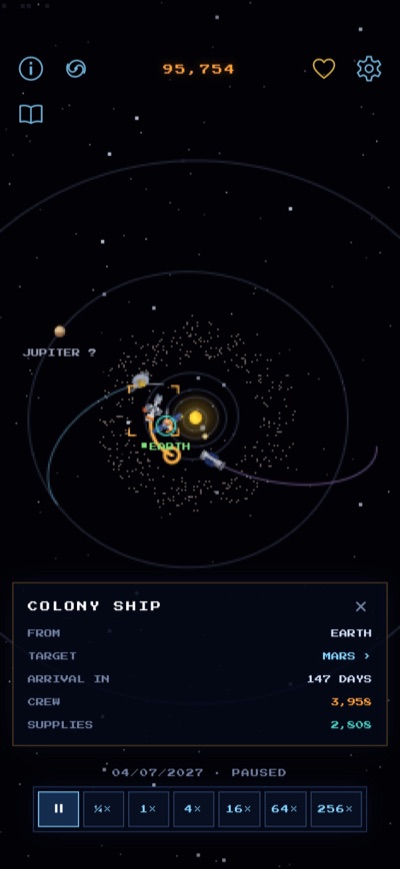 95,754
JUPITER ?
EARTH
COLONY SHIP
FROM EARTH
TARGET MARS ›
ARRIVAL IN 147 DAYS
CREW 3,958
SUPPLIES 2,808
04/07/2027 · PAUSED
¼× 1× 4× 16× 64× 256×